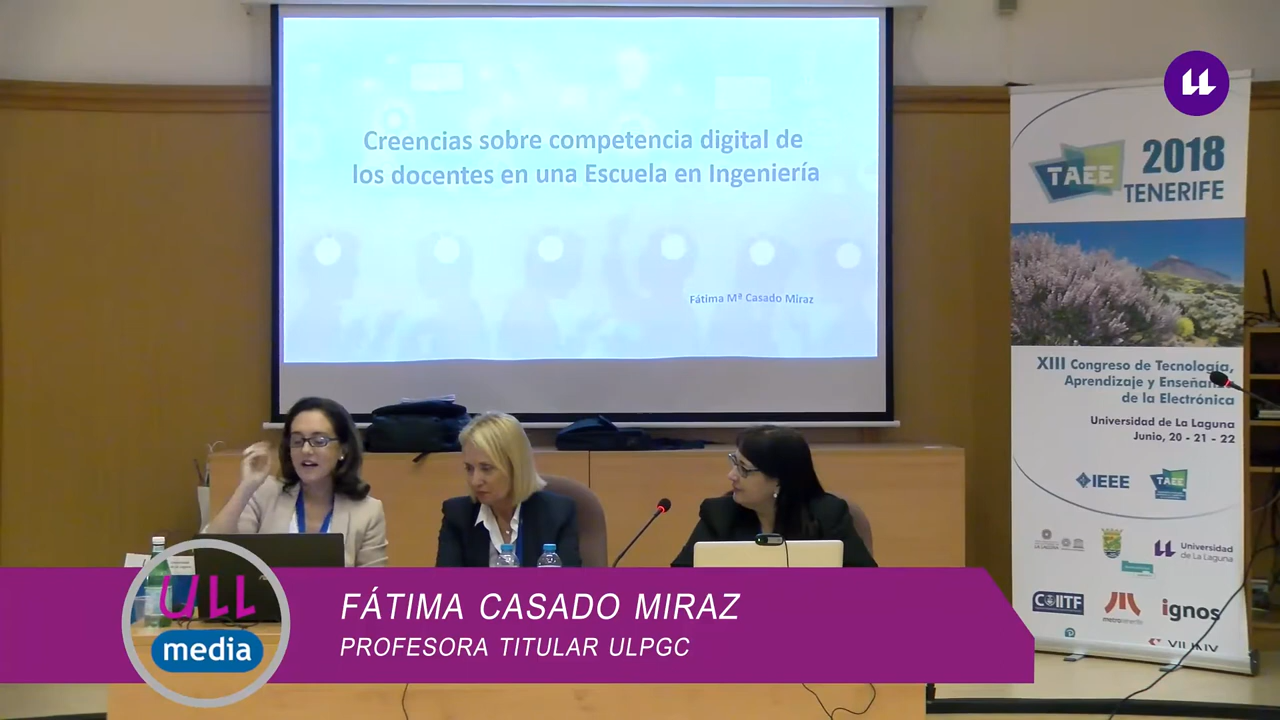 Creencias sobre competencia digital de
los docentes en una Escuela en Ingeniería
Fátima Mª Casado Miraz
TAEE
2018
TENERIFE
XIII Congreso de Tecnología,
Aprendizaje y Enseñanza
de la Electrónica
Universidad de La Laguna
Junio, 20 - 21 - 22
IEEE
TAEE
Universidad
de La Laguna
COIITF
metrotenerife
ignos
ULL
media
FÁTIMA CASADO MIRAZ
PROFESORA TITULAR ULPGC